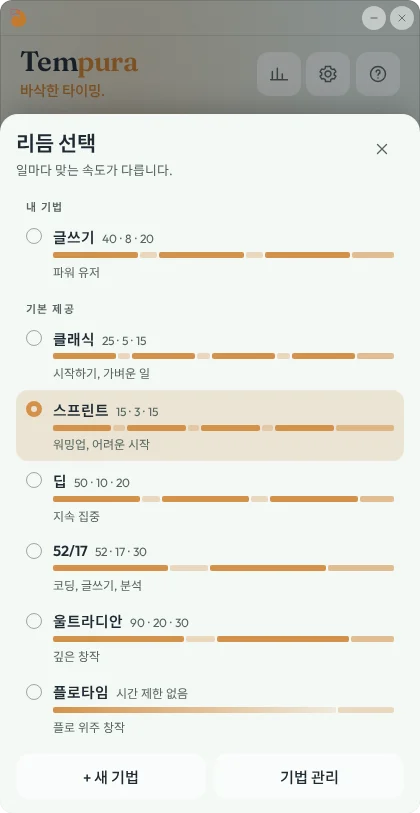 Tempura
바삭한 타이밍.
리듬 선택
일마다 맞는 속도가 다릅니다.
내 기법
글쓰기 40 · 8 · 20
파워 유저
기본 제공
클래식 25 · 5 · 15
시작하기, 가벼운 일
스프린트 15 · 3 · 15
워밍업, 어려운 시작
딥 50 · 10 · 20
지속 집중
52/17 52 · 17 · 30
코딩, 글쓰기, 분석
울트라디안 90 · 20 · 30
깊은 창작
플로타임 시간 제한 없음
플로 위주 창작
+ 새 기법
기법 관리